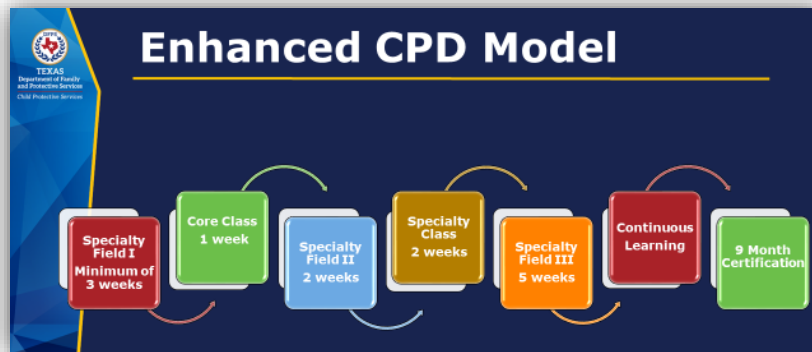 DFPS
TEXAS
Department of Family
and Protective Services
Child Protective Services
Enhanced CPD Model
Specialty
Field I
Minimum of
3 weeks
Core Class
1 week
Specialty
Field II
2 weeks
Specialty
Class
2 weeks
Specialty
Field III
5 weeks
Continuous
Learning
9 Month
Certification